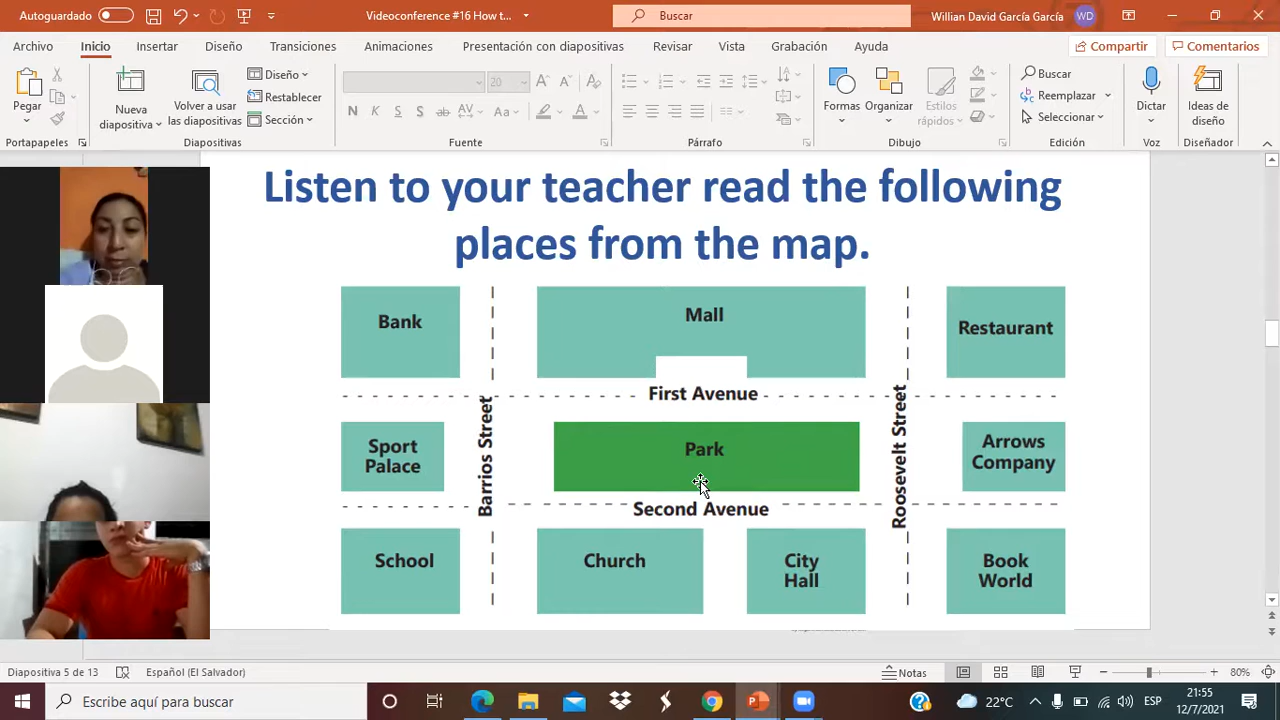 Autoguardado
Videoconference #16 How t...
Buscar
Willian David García García
WD
Archivo
Inicio
Insertar
Diseño
Transiciones
Animaciones
Presentación con diapositivas
Revisar
Vista
Grabación
Ayuda
Compartir
Comentarios
Pegar
Nueva diapositiva
Volver a usar las diapositivas
Diseño
Restablecer
Sección
20
N
K
S
S
AV
Aa
A
Formas
Organizar
Estilos rápidos
Buscar
Reemplazar
Seleccionar
Dictar
Ideas de diseño
Portapapeles
Diapositivas
Fuente
Párrafo
Dibujo
Edición
Voz
Diseñador
Listen to your teacher read the following
places from the map.
Bank
Mall
Restaurant
First Avenue
Sport
Palace
Barrios Street
Park
Roosevelt Street
Arrows
Company
Second Avenue
School
Church
City
Hall
Book
World
Diapositiva 5 de 13
Español (El Salvador)
Notas
80%
Escribe aquí para buscar
22°C
ESP
21:55
12/7/2021